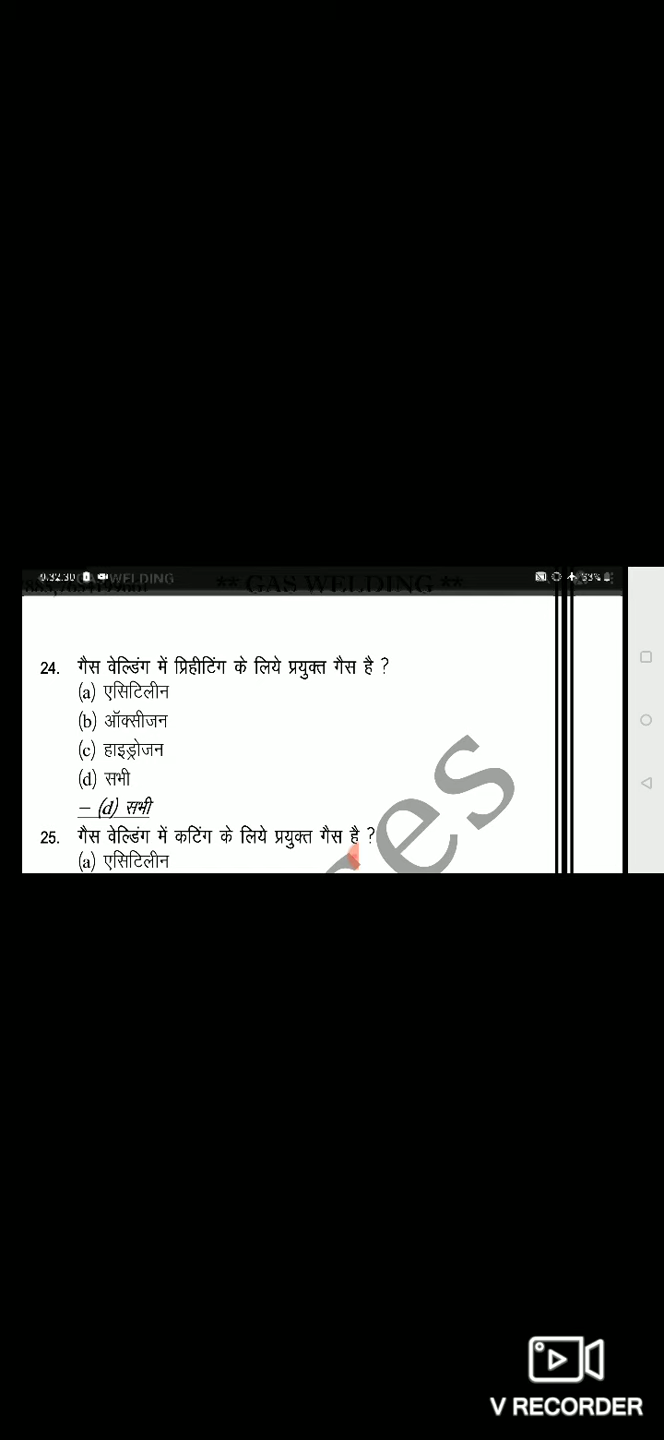 ** GAS WELDING **
24. गैस वेल्डिंग में प्रिहीटिंग के लिये प्रयुक्त गैस है ?
(a) एसिटिलीन
(b) ऑक्सीजन
(c) हाइड्रोजन
(d) सभी
– (d) सभी
25. गैस वेल्डिंग में कटिंग के लिये प्रयुक्त गैस है ?
(a) एसिटिलीन
V RECORDER